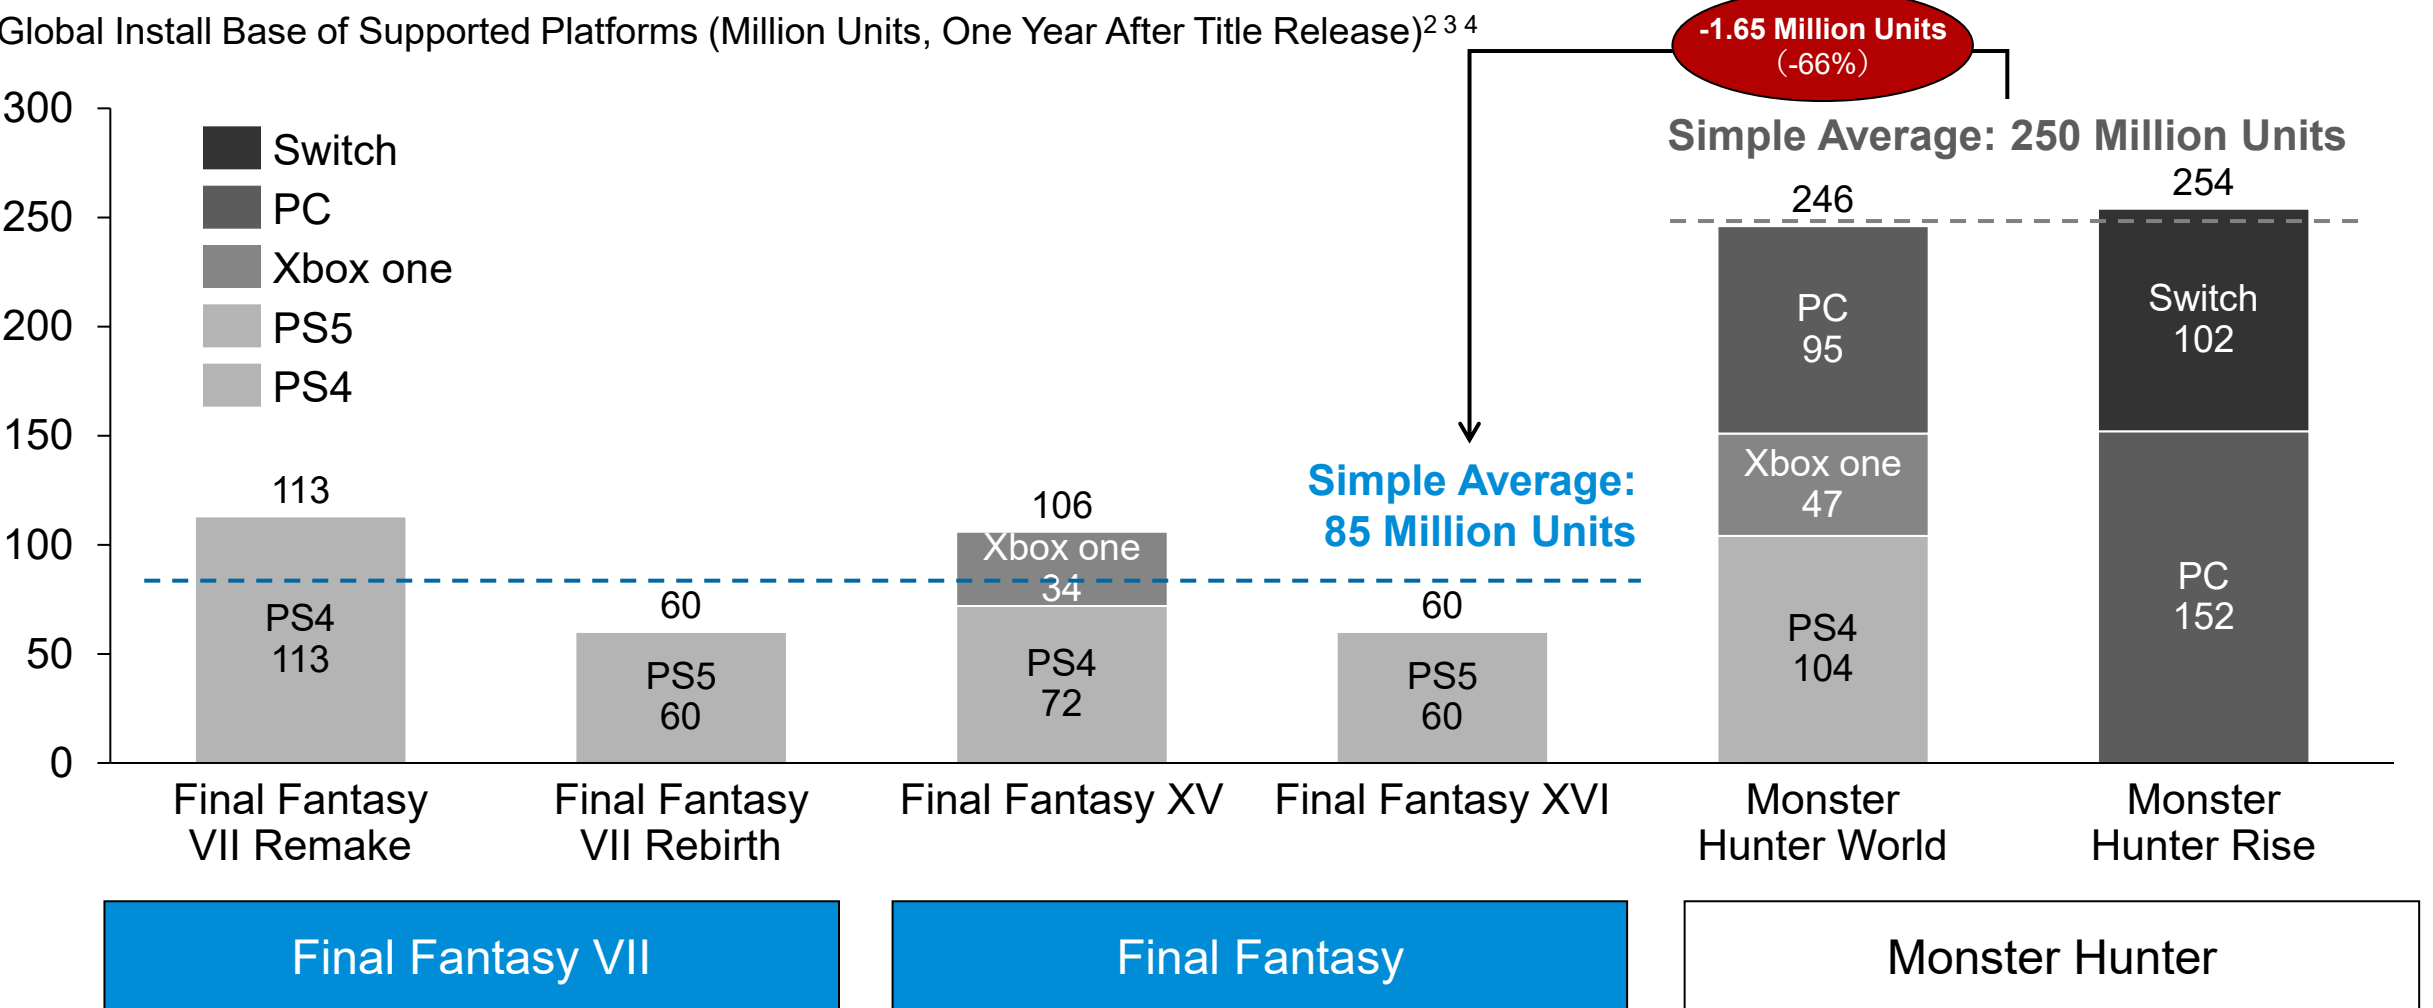 Global Install Base of Supported Platforms (Million Units, One Year After Title Release)2 3 4
-1.65 Million Units
（-66%）
300
250
200
150
100
50
0
Switch
PC
Xbox one
PS5
PS4
Simple Average: 250 Million Units
Simple Average:
85 Million Units
113
PS4
113
60
PS5
60
106
Xbox one
34
PS4
72
60
PS5
60
246
PC
95
Xbox one
47
PS4
104
254
Switch
102
PC
152
Final Fantasy
VII Remake
Final Fantasy
VII Rebirth
Final Fantasy XV
Final Fantasy XVI
Monster
Hunter World
Monster
Hunter Rise
Final Fantasy VII
Final Fantasy
Monster Hunter